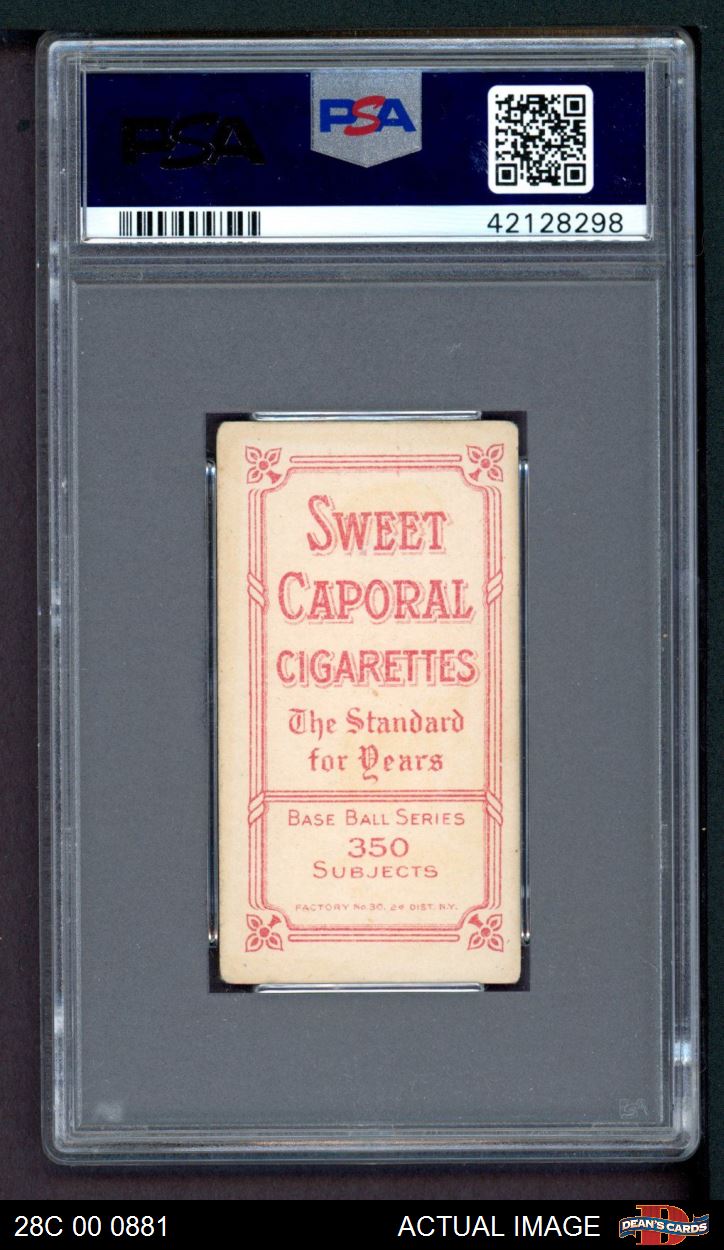 PSA
PSA
42128298
SWEET
CAPORAL
CIGARETTES
The Standard
for Years
BASE BALL SERIES
350
SUBJECTS
FACTORY No. 30, 2d DIST. N.Y.
PSA
28C 00 0881
ACTUAL IMAGE
D
DEAN'S CARDS